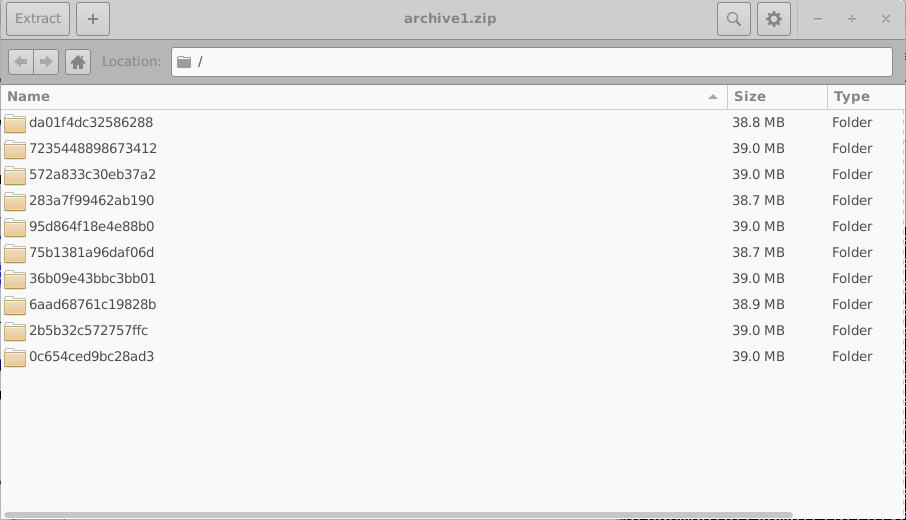 Extract + archive1.zip
Location: /
Name Size Type
da01f4dc32586288 38.8 MB Folder
7235448898673412 39.0 MB Folder
572a833c30eb37a2 39.0 MB Folder
283a7f99462ab190 38.7 MB Folder
95d864f18e4e88b0 39.0 MB Folder
75b1381a96daf06d 38.7 MB Folder
36b09e43bbc3bb01 39.0 MB Folder
6aad68761c19828b 38.9 MB Folder
2b5b32c572757ffc 39.0 MB Folder
0c654ced9bc28ad3 39.0 MB Folder